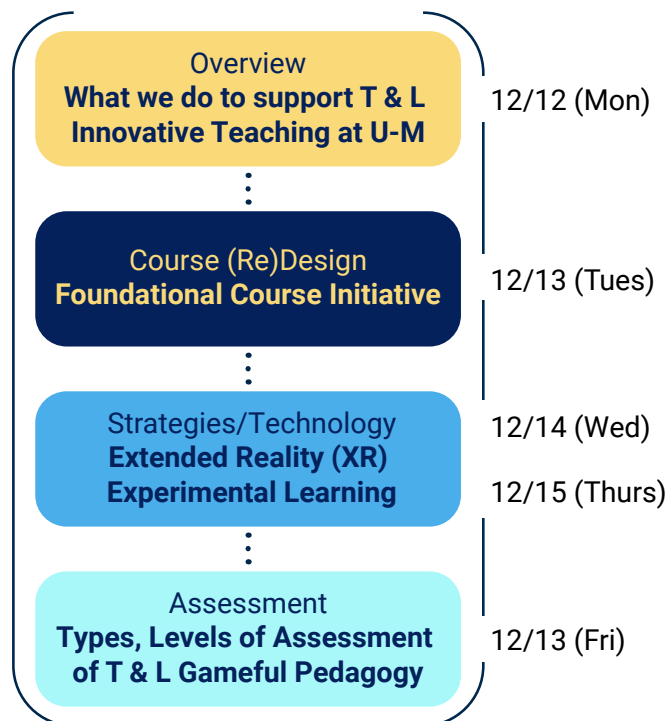 Overview
What we do to support T & L
Innovative Teaching at U-M
12/12 (Mon)
Course (Re)Design
Foundational Course Initiative
12/13 (Tues)
Strategies/Technology
Extended Reality (XR)
Experimental Learning
12/14 (Wed)
12/15 (Thurs)
Assessment
Types, Levels of Assessment
of T & L Gameful Pedagogy
12/13 (Fri)